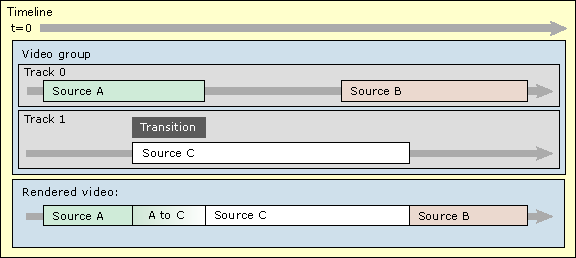 Timeline
t=0
Video group
Track 0
Source A Source B
Track 1
Transition
Source C
Rendered video:
Source A A to C Source C Source B